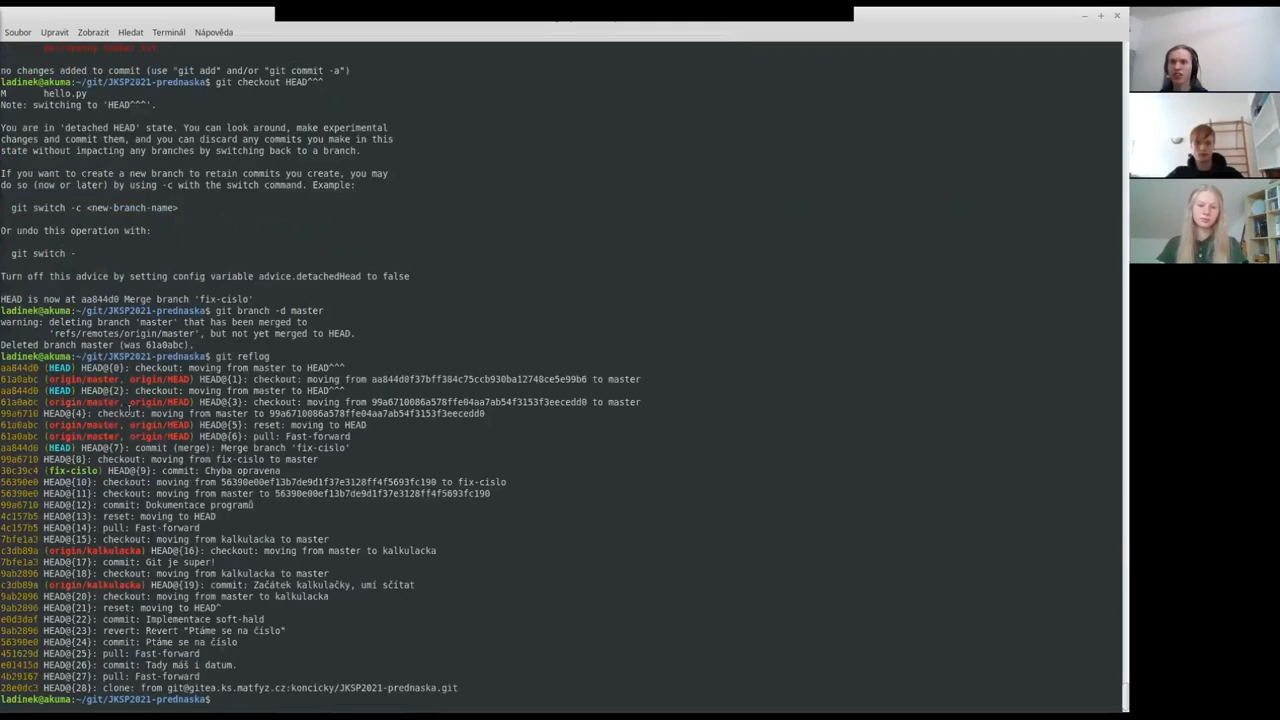 Soubor Upravit Zobrazit Hledat Terminál Nápověda
no changes added to commit (use "git add" and/or "git commit -a")
ladinek@akuma:~/git/JKSP2021-prednaska$ git checkout HEAD^^^
M hello.py
Note: switching to 'HEAD^^^'.
You are in 'detached HEAD' state. You can look around, make experimental
changes and commit them, and you can discard any commits you make in this
state without impacting any branches by switching back to a branch.
If you want to create a new branch to retain commits you create, you may
do so (now or later) by using -c with the switch command. Example:
git switch -c <new-branch-name>
Or undo this operation with:
git switch -
Turn off this advice by setting config variable advice.detachedHead to false
HEAD is now at aa844d0 Merge branch 'fix-cislo'
ladinek@akuma:~/git/JKSP2021-prednaska$ git branch -d master
warning: deleting branch 'master' that has been merged to
'refs/remotes/origin/master', but not yet merged to HEAD.
Deleted branch master (was 61a0abc).
ladinek@akuma:~/git/JKSP2021-prednaska$ git reflog
aa844d0 (HEAD) HEAD@{0}: checkout: moving from master to HEAD^^^
61a0abc (origin/master, origin/HEAD) HEAD@{1}: checkout: moving from aa844d0f37bff384c75ccb930ba12748ce5e99b6 to master
aa844d0 (HEAD) HEAD@{2}: checkout: moving from master to HEAD^^^
61a0abc (origin/master, origin/HEAD) HEAD@{3}: checkout: moving from 99a6710086a578ffe04aa7ab54f3153f3eecedd0 to master
99a6710 HEAD@{4}: checkout: moving from master to 99a6710086a578ffe04aa7ab54f3153f3eecedd0
61a0abc (origin/master, origin/HEAD) HEAD@{5}: reset: moving to HEAD
61a0abc (origin/master, origin/HEAD) HEAD@{6}: pull: Fast-forward
aa844d0 (HEAD) HEAD@{7}: commit (merge): Merge branch 'fix-cislo'
99a6710 HEAD@{8}: checkout: moving from fix-cislo to master
30c39c4 (fix-cislo) HEAD@{9}: commit: Chyba opravena
56390e0 HEAD@{10}: checkout: moving from 56390e00ef13b7de9d1f37e3128ff4f5693fc190 to fix-cislo
56390e0 HEAD@{11}: checkout: moving from master to 56390e00ef13b7de9d1f37e3128ff4f5693fc190
99a6710 HEAD@{12}: commit: Dokumentace programů
4c157b5 HEAD@{13}: reset: moving to HEAD
4c157b5 HEAD@{14}: pull: Fast-forward
7bfe1a3 HEAD@{15}: checkout: moving from kalkulacka to master
c3db89a (origin/kalkulacka) HEAD@{16}: checkout: moving from master to kalkulacka
7bfe1a3 HEAD@{17}: commit: Git je super!
9ab2896 HEAD@{18}: checkout: moving from kalkulacka to master
c3db89a (origin/kalkulacka) HEAD@{19}: commit: Začátek kalkulačky, umí sčítat
9ab2896 HEAD@{20}: checkout: moving from master to kalkulacka
9ab2896 HEAD@{21}: reset: moving to HEAD^
e0d3daf HEAD@{22}: commit: Implementace soft-hald
9ab2896 HEAD@{23}: revert: Revert "Ptáme se na číslo"
56390e0 HEAD@{24}: commit: Ptáme se na číslo
451629d HEAD@{25}: pull: Fast-forward
e01415d HEAD@{26}: commit: Tady máš i datum.
4b29167 HEAD@{27}: pull: Fast-forward
28e0dc3 HEAD@{28}: clone: from git@gitea.ks.matfyz.cz:koncicky/JKSP2021-prednaska.git
ladinek@akuma:~/git/JKSP2021-prednaska$